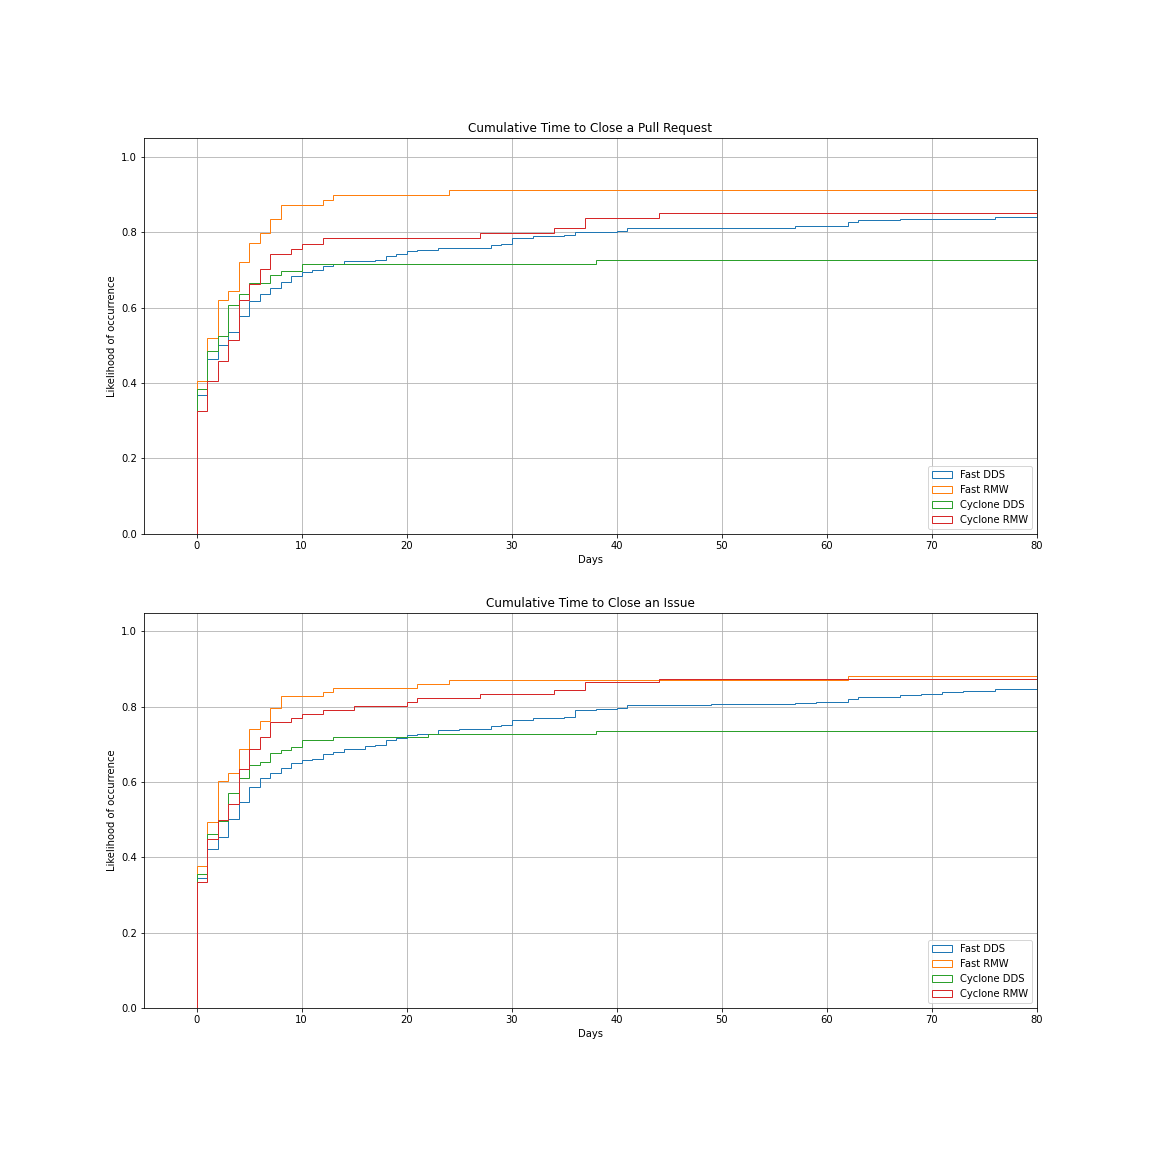 Cumulative Time to Close a Pull Request
1.0
0.8
0.6
0.4
0.2
0.0
Likelihood of occurrence
0 10 20 30 40 50 60 70 80
Days
Fast DDS
Fast RMW
Cyclone DDS
Cyclone RMW
Cumulative Time to Close an Issue
1.0
0.8
0.6
0.4
0.2
0.0
Likelihood of occurrence
0 10 20 30 40 50 60 70 80
Days
Fast DDS
Fast RMW
Cyclone DDS
Cyclone RMW